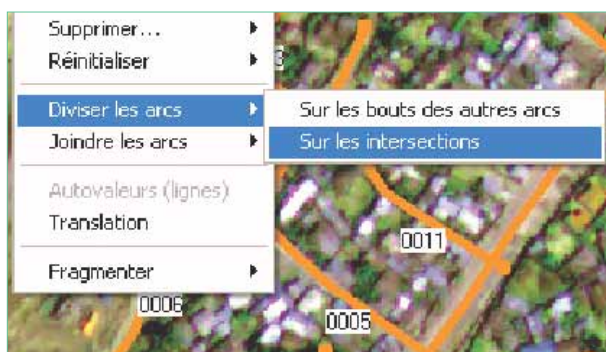 Supprimer...
Réinitialiser
Diviser les arcs
Joindre les arcs
Autovaleurs (lignes)
Translation
Fragmenter
Sur les bouts des autres arcs
Sur les intersections
0011
0006
0005